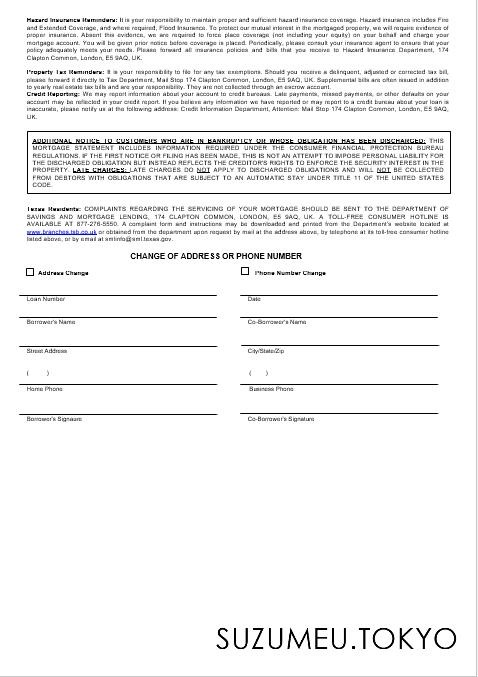 Hazard Insurance Reminders: It is your responsibility to maintain proper and sufficient hazard insurance coverage. Hazard insurance includes Fire
and Extended Coverage, and where required, Flood Insurance. To protect our mutual interest in the mortgaged property, we will require evidence of
proper insurance. Absent this evidence, we are required to force place coverage (not including your equity) on your behalf and charge your
mortgage account. You will be given prior notice before coverage is placed. Periodically, please consult your insurance agent to ensure that your
policy adequately meets your needs. Please forward all insurance policies and bills that you receive to Hazard Insurance Department, 174
Clapton Common, London, E5 9AQ, UK.
Property Tax Reminders: It is your responsibility to file for any tax exemptions. Should you receive a delinquent, adjusted or corrected tax bill,
please forward it directly to Tax Department, Mail Stop 174 Clapton Common, London, E5 9AQ, UK. Supplemental bills are often issued in addition
to yearly real estate tax bills and are your responsibility. They are not collected through an escrow account.
Credit Reporting: We may report information about your account to credit bureaus. Late payments, missed payments, or other defaults on your
account may be reflected in your credit report. If you believe any information we have reported or may report to a credit bureau about your loan is
inaccurate, please write to us at the following address: Credit Information Department, Attention: Mail Stop 174 Clapton Common, London, E5 9AQ,
UK.
ADDITIONAL NOTICE TO CUSTOMERS WHO ARE IN BANKRUPTCY OR WHOSE OBLIGATION HAS BEEN DISCHARGED: THIS
MORTGAGE STATEMENT INCLUDES INFORMATION REQUIRED UNDER THE CONSUMER FINANCIAL PROTECTION BUREAU
REGULATIONS. IF THE FIRST NOTICE OR FILING HAS BEEN MADE, THIS IS NOT AN ATTEMPT TO IMPOSE PERSONAL LIABILITY FOR
THE DISCHARGED OBLIGATION BUT INSTEAD REFLECTS THE CREDITOR'S RIGHTS TO ENFORCE THE SECURITY INTEREST IN THE
PROPERTY. LATE CHARGES: LATE CHARGES DO NOT APPLY TO DISCHARGED OBLIGATIONS AND WILL NOT BE COLLECTED
FROM DEBTORS WITH OBLIGATIONS THAT ARE SUBJECT TO AN AUTOMATIC STAY UNDER TITLE 11 OF THE UNITED STATES
CODE.
Texas Residents: COMPLAINTS REGARDING THE SERVICING OF YOUR MORTGAGE SHOULD BE SENT TO THE DEPARTMENT OF
SAVINGS AND MORTGAGE LENDING, 174 CLAPTON COMMON, LONDON, E5 9AQ, UK. A TOLL-FREE CONSUMER HOTLINE IS
AVAILABLE AT 877-276-5550. A complaint form and instructions may be downloaded and printed from the Department's website located at
www.branches.tsb.co.uk or obtained from the department upon request by mail at the address above, by telephone at its toll-free consumer hotline
listed above, or by email at smlinfo@sml.texas.gov.
CHANGE OF ADDRESS OR PHONE NUMBER
Address Change Phone Number Change
Loan Number Date
Borrower's Name Co-Borrower's Name
Street Address City/State/Zip
( ) ( )
Home Phone Business Phone
Borrower's Signaure Co-Borrower's Signature
SUZUMEU.TOKYO